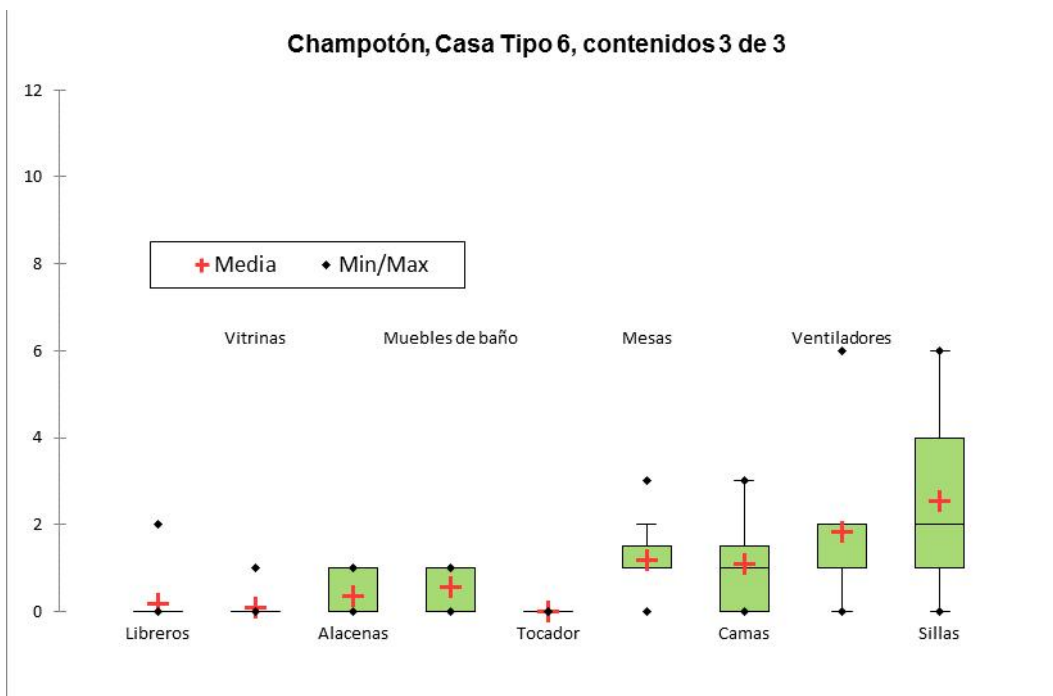 Champotón, Casa Tipo 6, contenidos 3 de 3
12
10
8
Media Min/Max
Vitrinas Muebles de baño Mesas Ventiladores
6
4
2
0
Libreros Alacenas Tocador Camas Sillas